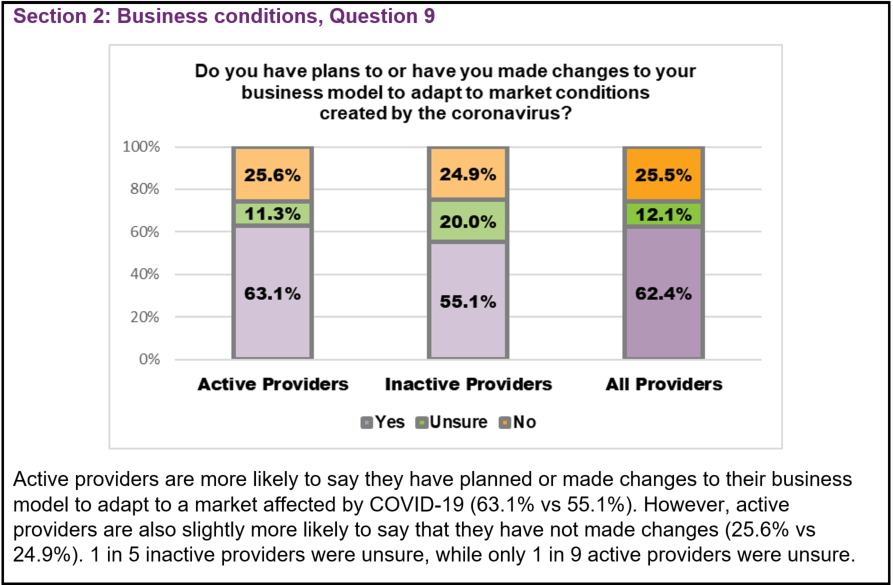 Section 2: Business conditions, Question 9
Do you have plans to or have you made changes to your
business model to adapt to market conditions
created by the coronavirus?
100%
80%
60%
40%
20%
0%
25.6%
11.3%
63.1%
24.9%
20.0%
55.1%
25.5%
12.1%
62.4%
Active Providers
Inactive Providers
All Providers
Yes Unsure No
Active providers are more likely to say they have planned or made changes to their business
model to adapt to a market affected by COVID-19 (63.1% vs 55.1%). However, active
providers are also slightly more likely to say that they have not made changes (25.6% vs
24.9%). 1 in 5 inactive providers were unsure, while only 1 in 9 active providers were unsure.